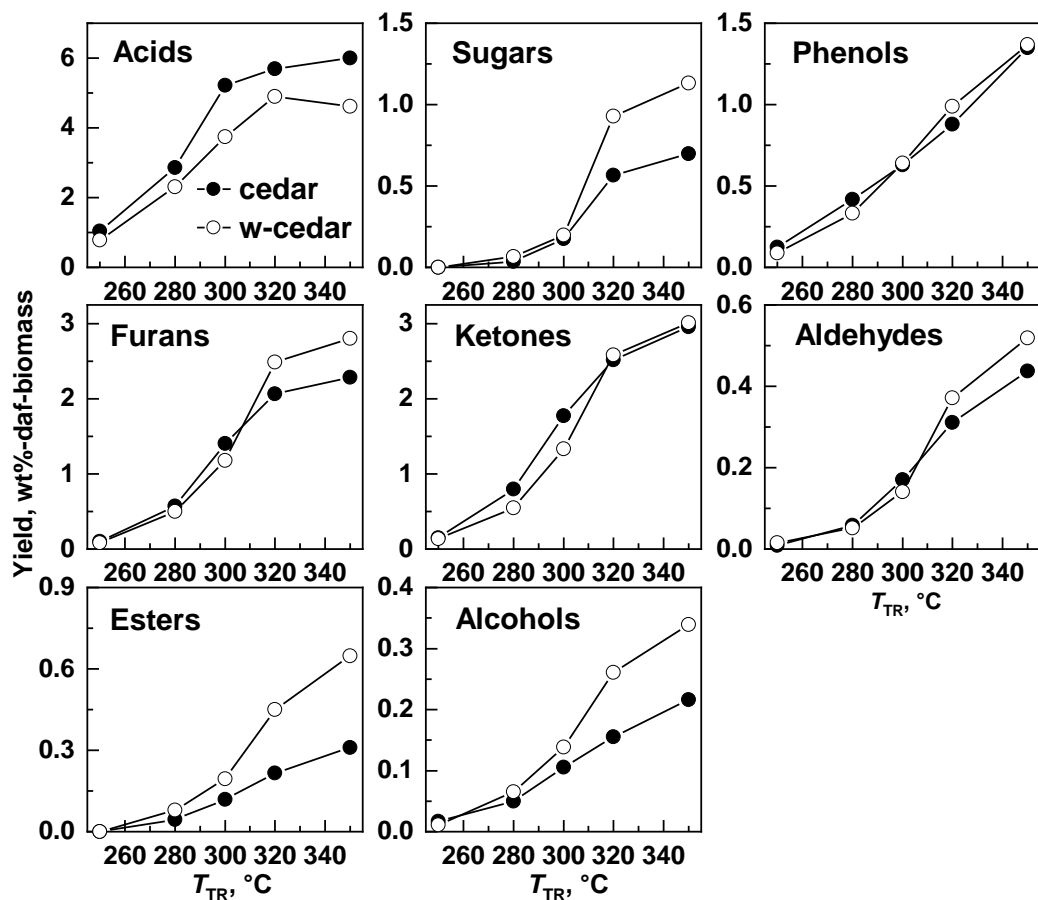 Yield, wt%-daf-biomass
Acids
6
4
2
0
cedar
w-cedar
260 280 300 320 340
Sugars
1.5
1.0
0.5
0.0
260 280 300 320 340
Phenols
1.5
1.0
0.5
0.0
260 280 300 320 340
Furans
3
2
1
0
260 280 300 320 340
Ketones
3
2
1
0
260 280 300 320 340
Aldehydes
0.6
0.4
0.2
0.0
260 280 300 320 340
TTR, °C
Esters
0.9
0.6
0.3
0.0
260 280 300 320 340
TTR, °C
Alcohols
0.4
0.3
0.2
0.1
0.0
260 280 300 320 340
TTR, °C